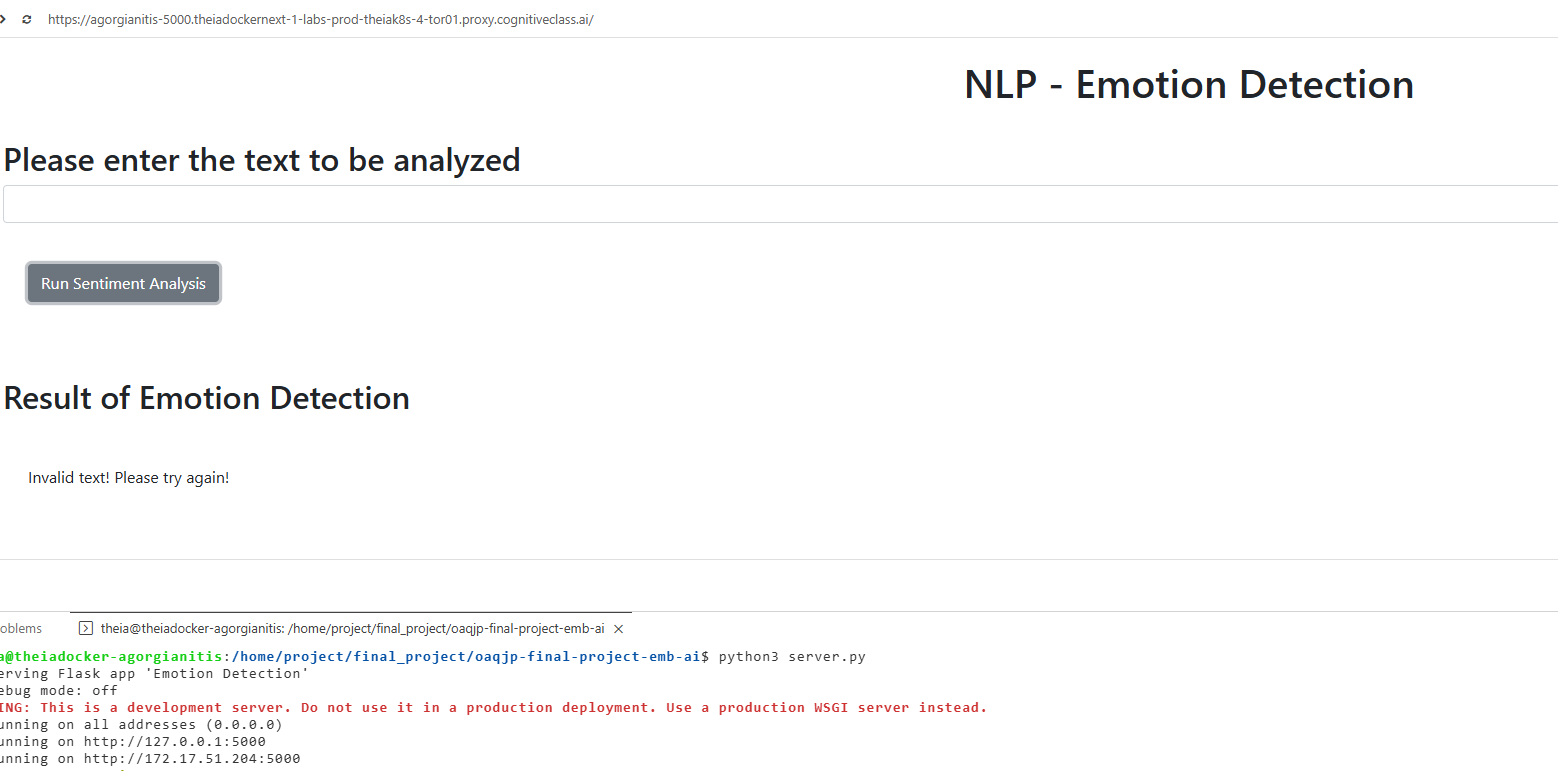 https://agorgianitis-5000.theiadockernext-1-labs-prod-theiak8s-4-tor01.proxy.cognitiveclass.ai/
NLP - Emotion Detection
Please enter the text to be analyzed
Run Sentiment Analysis
Result of Emotion Detection
Invalid text! Please try again!
oblems theia@theiadocker-agorgianitis: /home/project/final_project/oaqjp-final-project-emb-ai
a@theiadocker-agorgianitis:/home/project/final_project/oaqjp-final-project-emb-ai$ python3 server.py
erving Flask app 'Emotion Detection'
ebug mode: off
ING: This is a development server. Do not use it in a production deployment. Use a production WSGI server instead.
unning on all addresses (0.0.0.0)
unning on http://127.0.0.1:5000
unning on http://172.17.51.204:5000